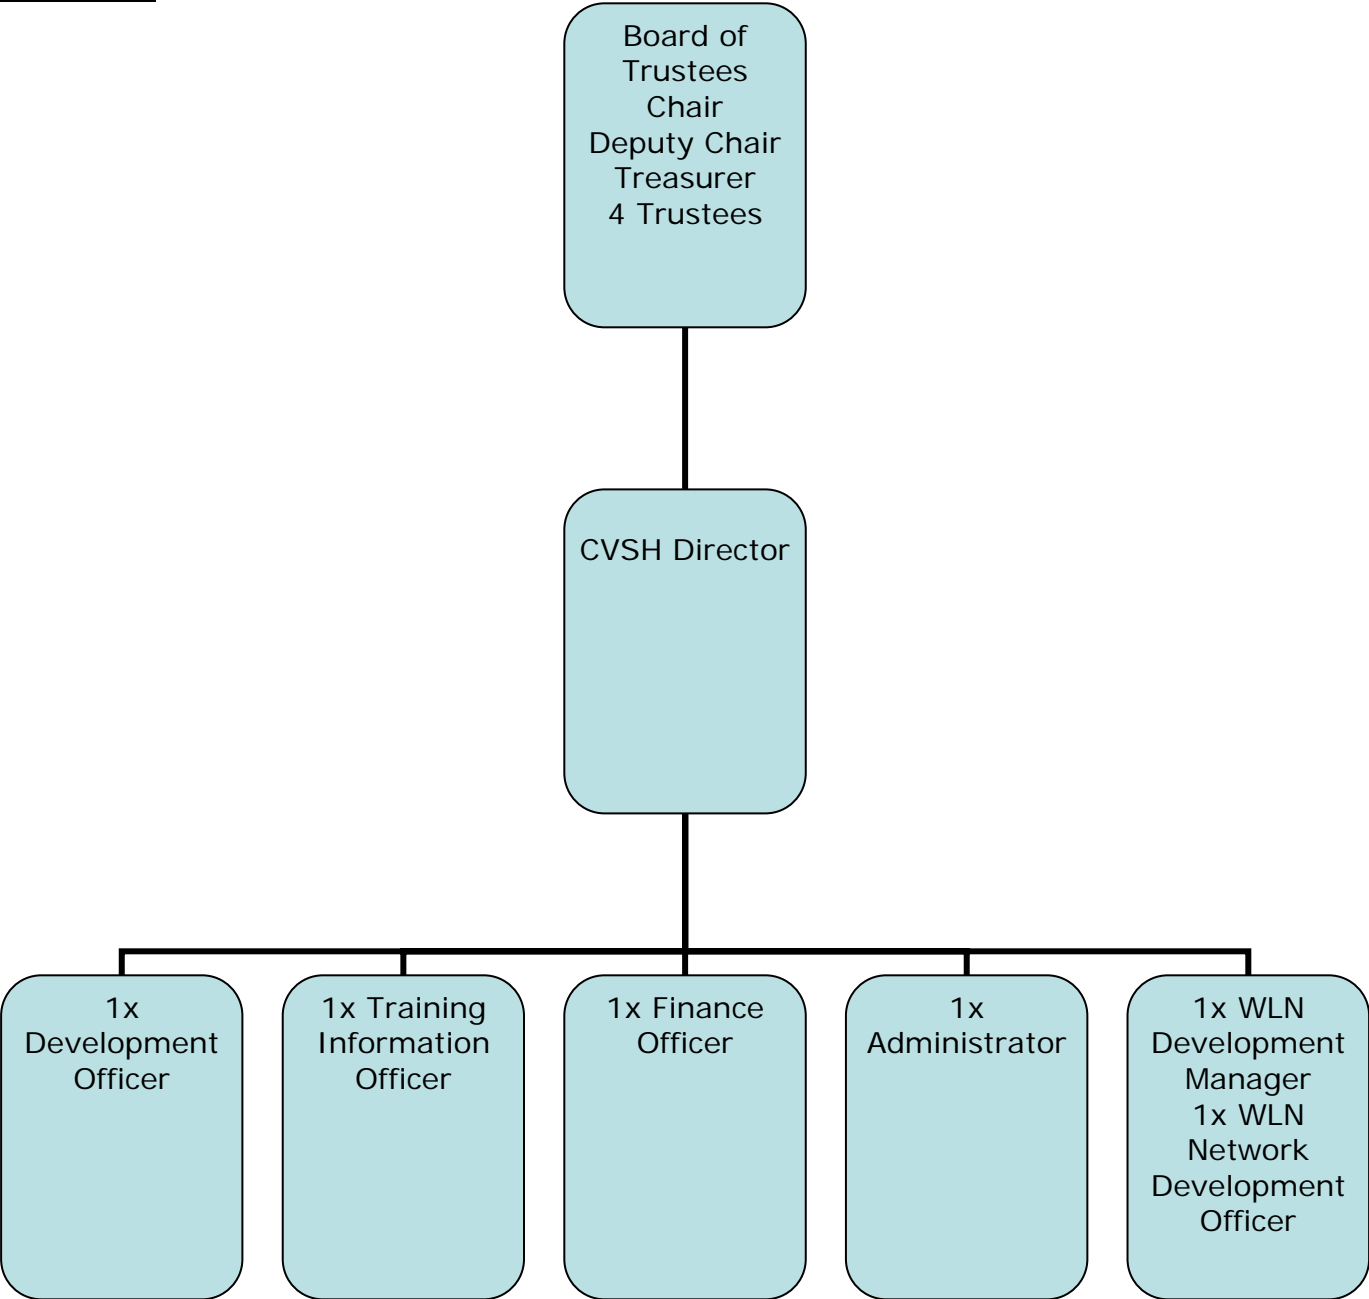 Board of
Trustees
Chair
Deputy Chair
Treasurer
4 Trustees
CVSH Director
1x
Development
Officer
1x Training
Information
Officer
1x Finance
Officer
1x
Administrator
1x WLN
Development
Manager
1x WLN
Network
Development
Officer